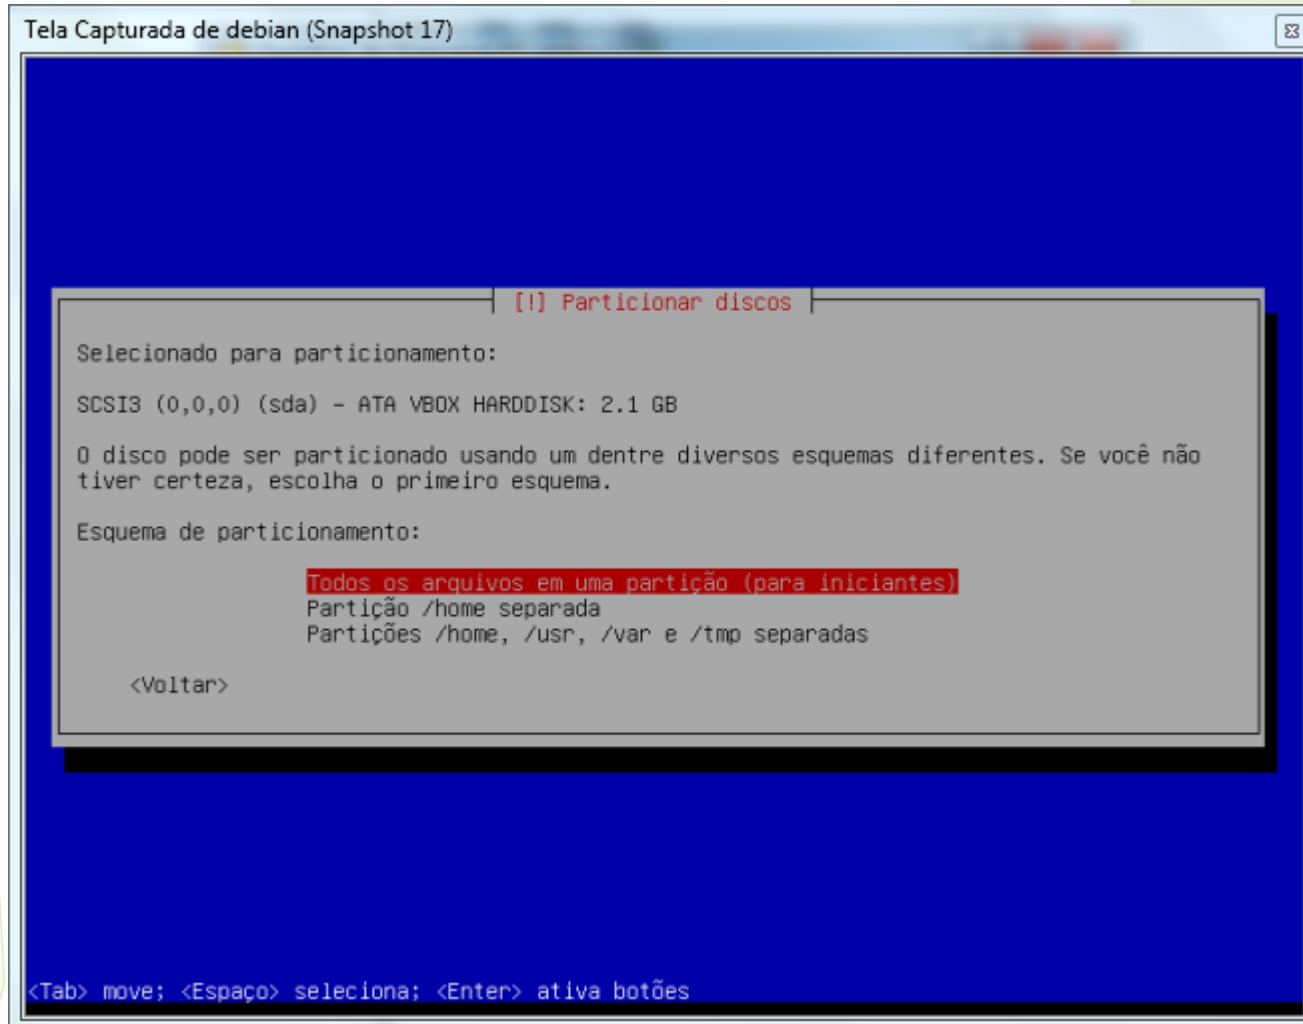 Tela Capturada de debian (Snapshot 17)
[!] Particionar discos
Selecionado para particionamento:
SCSI3 (0,0,0) (sda) - ATA VBOX HARDDISK: 2.1 GB
O disco pode ser particionado usando um dentre diversos esquemas diferentes. Se você não
tiver certeza, escolha o primeiro esquema.
Esquema de particionamento:
Todos os arquivos em uma partição (para iniciantes)
Partição /home separada
Partições /home, /usr, /var e /tmp separadas
<Voltar>
<Tab> move; <Espaço> seleciona; <Enter> ativa botões